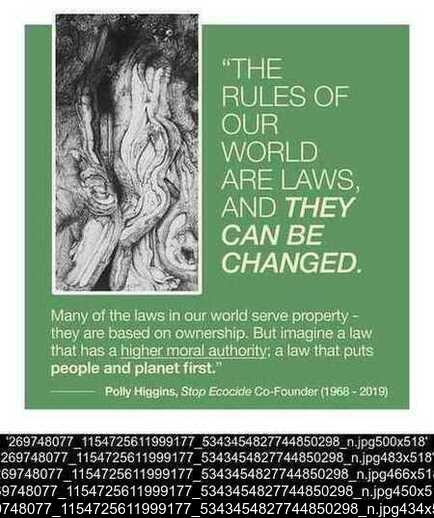 “THE
RULES OF
OUR
WORLD
ARE LAWS,
AND THEY
CAN BE
CHANGED.
Many of the laws in our world serve property -
they are based on ownership. But imagine a law
that has a higher moral authority; a law that puts
people and planet first.”
Polly Higgins, Stop Ecocide Co-Founder (1968 - 2019)
'269748077_1154725611999177_5343454827744850298_n.jpg500x518'
269748077_1154725611999177_5343454827744850298_n.jpg483x518'
269748077_1154725611999177_5343454827744850298_n.jpg466x51
69748077_1154725611999177_5343454827744850298_n.jpg450x5
9748077_1154725611999177_5343454827744850298_n.jpg434x5